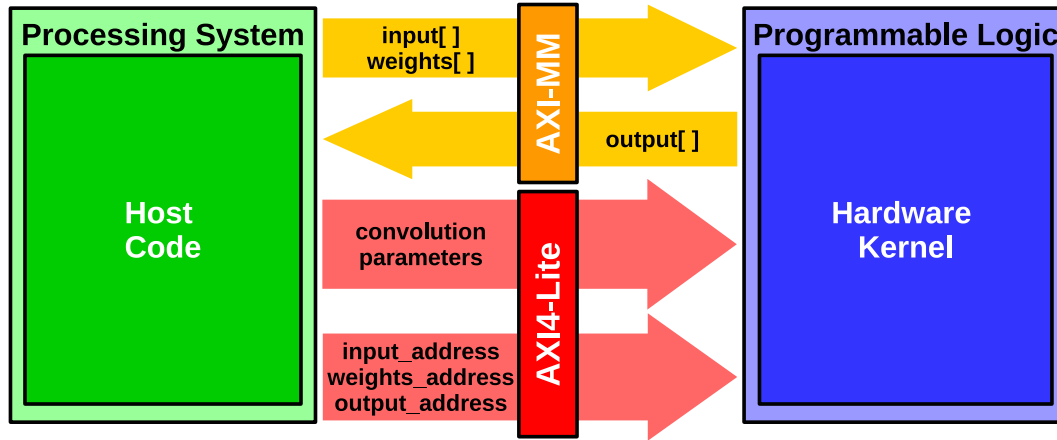 Processing System
Host
Code
input[ ]
weights[ ]
AXI-MM
output[ ]
convolution
parameters
AXI4-Lite
input_address
weights_address
output_address
Programmable Logic
Hardware
Kernel